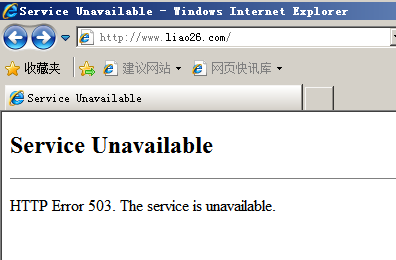 Service Unavailable - Windows Internet Explorer
http://www.liao26.com/
收藏夹 建议网站 网页快讯库
Service Unavailable
Service Unavailable
HTTP Error 503. The service is unavailable.